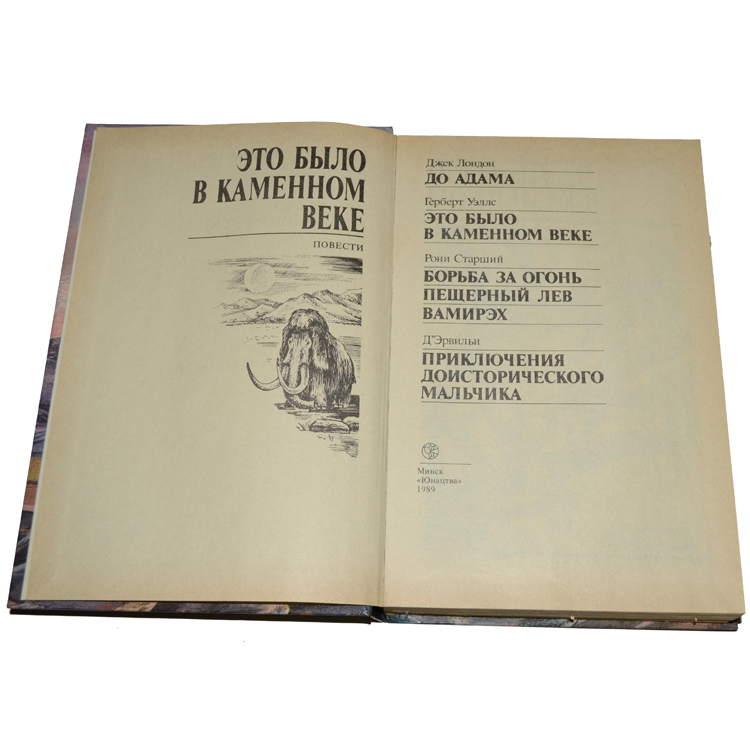 ЭТО БЫЛО
В КАМЕННОМ
ВЕКЕ
ПОВЕСТИ
Джек Лондон
ДО АДАМА
Герберт Уэллс
ЭТО БЫЛО
В КАМЕННОМ ВЕКЕ
Рони Старший
БОРЬБА ЗА ОГОНЬ
ПЕЩЕРНЫЙ ЛЕВ
ВАМИРЭХ
Д'Эрвильи
ПРИКЛЮЧЕНИЯ
ДОИСТОРИЧЕСКОГО
МАЛЬЧИКА
Минск
«Юнацтва»
1989